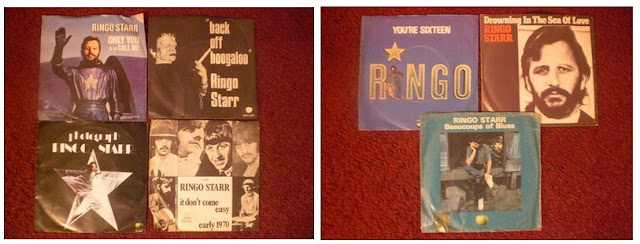 RINGO STARR
ONLY YOU
b/w CALL ME
"back
off
boogaloo"
Ringo
Starr
photograph
RINGO STARR
RINGO STARR
it don't come
easy
early 1970
YOU'RE SIXTEEN
RINGO
Drowning In The Sea Of Love
RINGO
STARR
RINGO STARR
Beaucoups of Blues